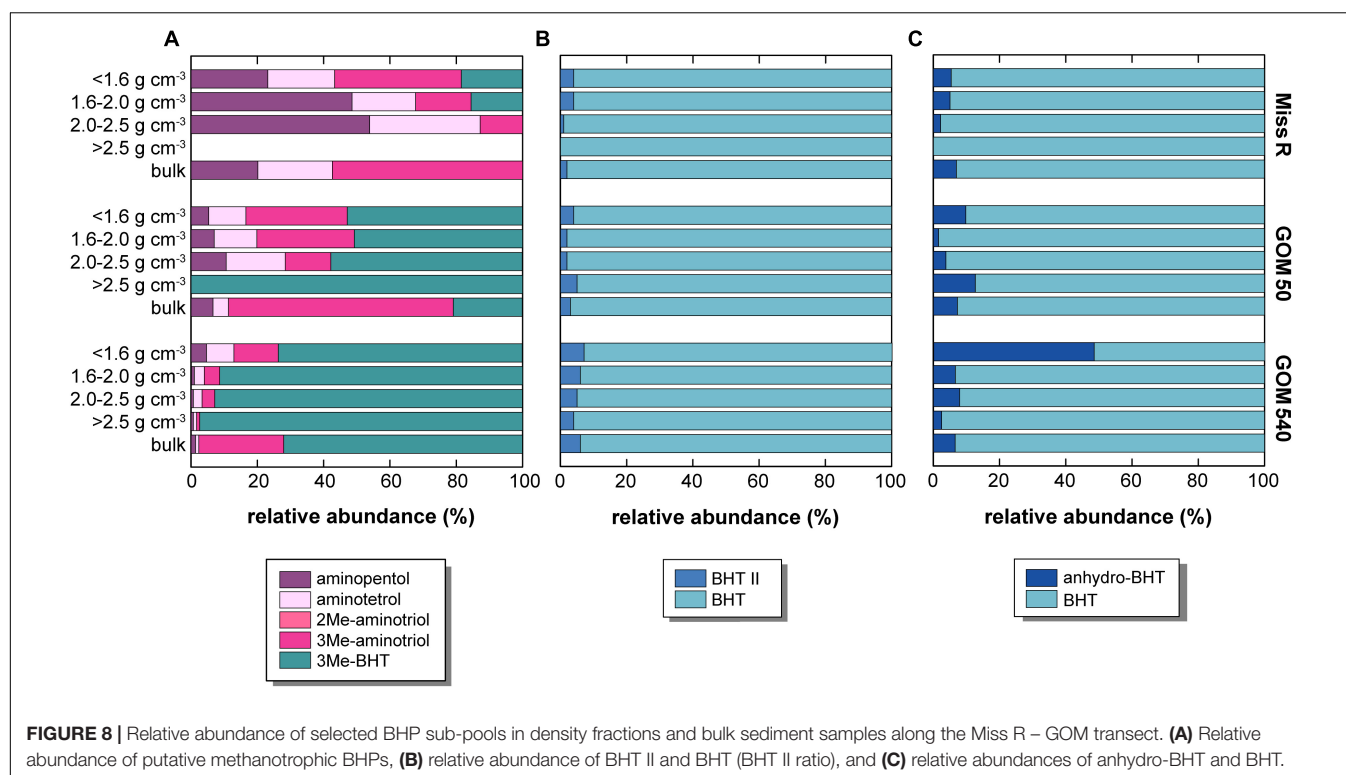 A
B
C
<1.6 g cm-3
1.6-2.0 g cm-3
2.0-2.5 g cm-3
>2.5 g cm-3
bulk
Miss R
<1.6 g cm-3
1.6-2.0 g cm-3
2.0-2.5 g cm-3
>2.5 g cm-3
bulk
GOM 50
<1.6 g cm-3
1.6-2.0 g cm-3
2.0-2.5 g cm-3
>2.5 g cm-3
bulk
GOM 540
0 20 40 60 80 100
0 20 40 60 80 100
0 20 40 60 80 100
relative abundance (%)
relative abundance (%)
relative abundance (%)
aminopentol
aminotetrol
2Me-aminotriol
3Me-aminotriol
3Me-BHT
BHT II
BHT
anhydro-BHT
BHT
FIGURE 8 | Relative abundance of selected BHP sub-pools in density fractions and bulk sediment samples along the Miss R – GOM transect. (A) Relative
abundance of putative methanotrophic BHPs, (B) relative abundance of BHT II and BHT (BHT II ratio), and (C) relative abundances of anhydro-BHT and BHT.